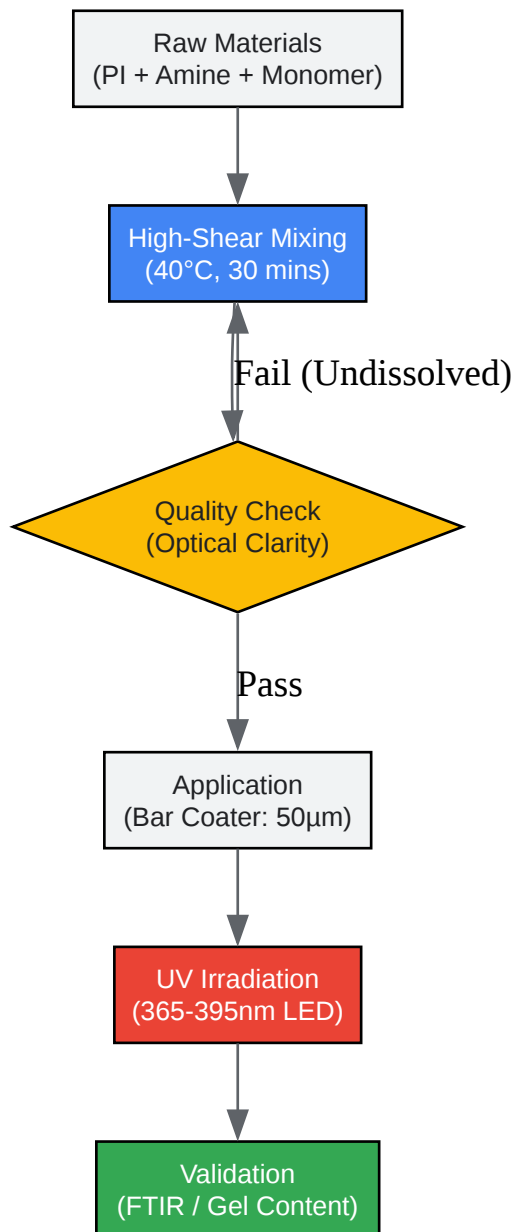 Raw Materials
(PI + Amine + Monomer)
High-Shear Mixing
(40°C, 30 mins)
Fail (Undissolved)
Quality Check
(Optical Clarity)
Pass
Application
(Bar Coater: 50µm)
UV Irradiation
(365-395nm LED)
Validation
(FTIR / Gel Content)